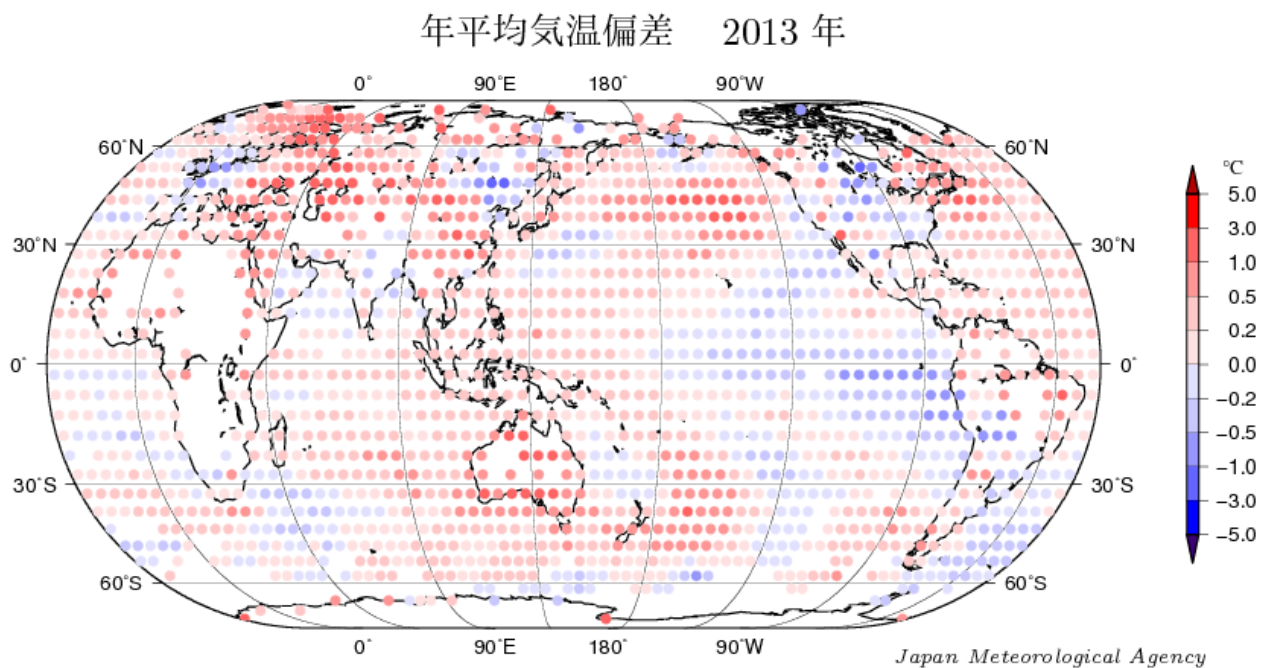 年平均気温偏差 2013 年
0° 90°E 180° 90°W
60°N 60°N
℃
5.0
3.0
30°N 30°N
1.0
0.5
0.2
0° 0° 0.0
−0.2
−0.5
−1.0
30°S 30°S
−3.0
−5.0
60°S 60°S
0° 90°E 180° 90°W
Japan Meteorological Agency